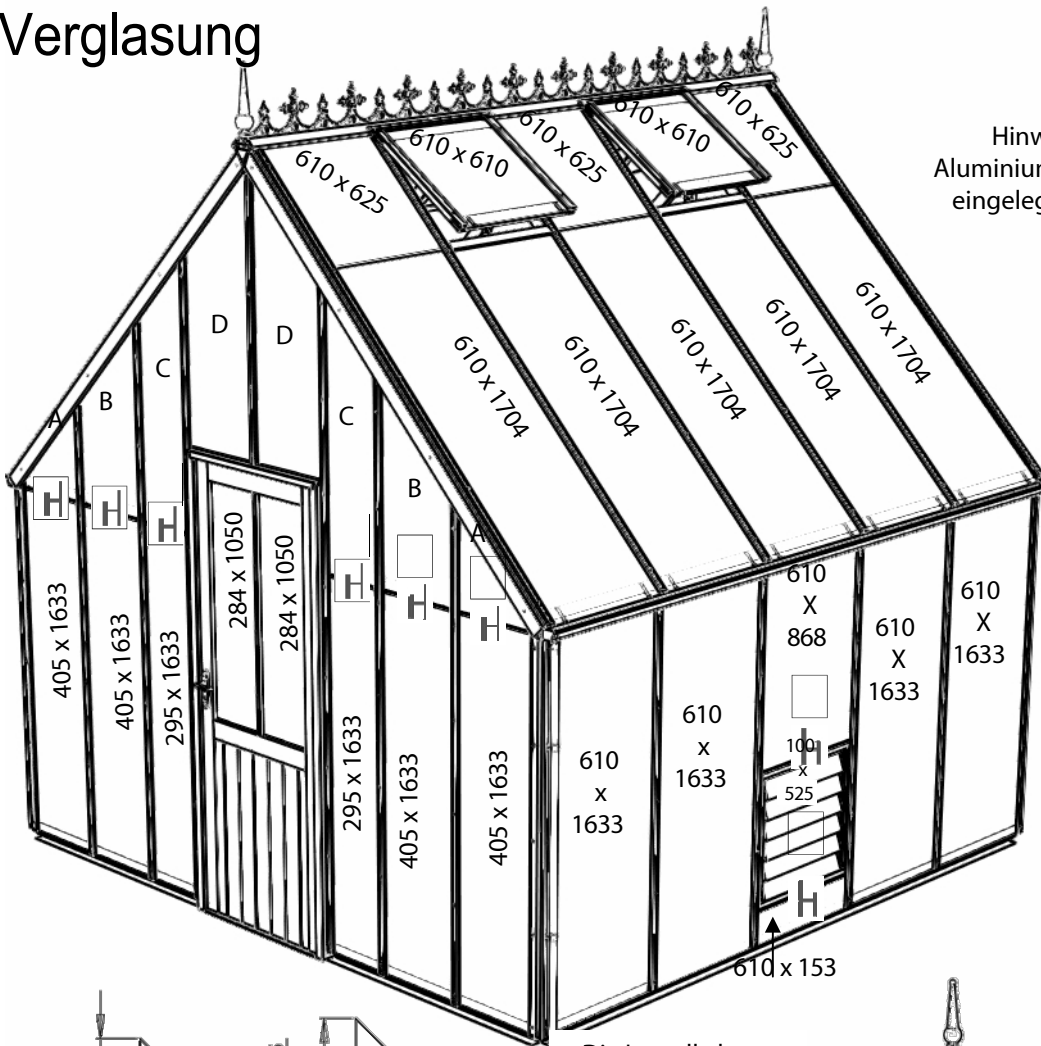 Verglasung
610 x 625
610 x 610
610 x 625
610 x 610
610 x 625
Hinw
Aluminium
eingeleg
610 x 1704
610 x 1704
610 x 1704
610 x 1704
610 x 1704
A
B
C
D
D
C
B
A
H
H
H
H
H
H
405 x 1633
405 x 1633
295 x 1633
284 x 1050
284 x 1050
295 x 1633
405 x 1633
405 x 1633
610
x
1633
610
x
1633
610
X
868
H
100
x
525
H
610 x 153
610
X
1633
610
X
1633